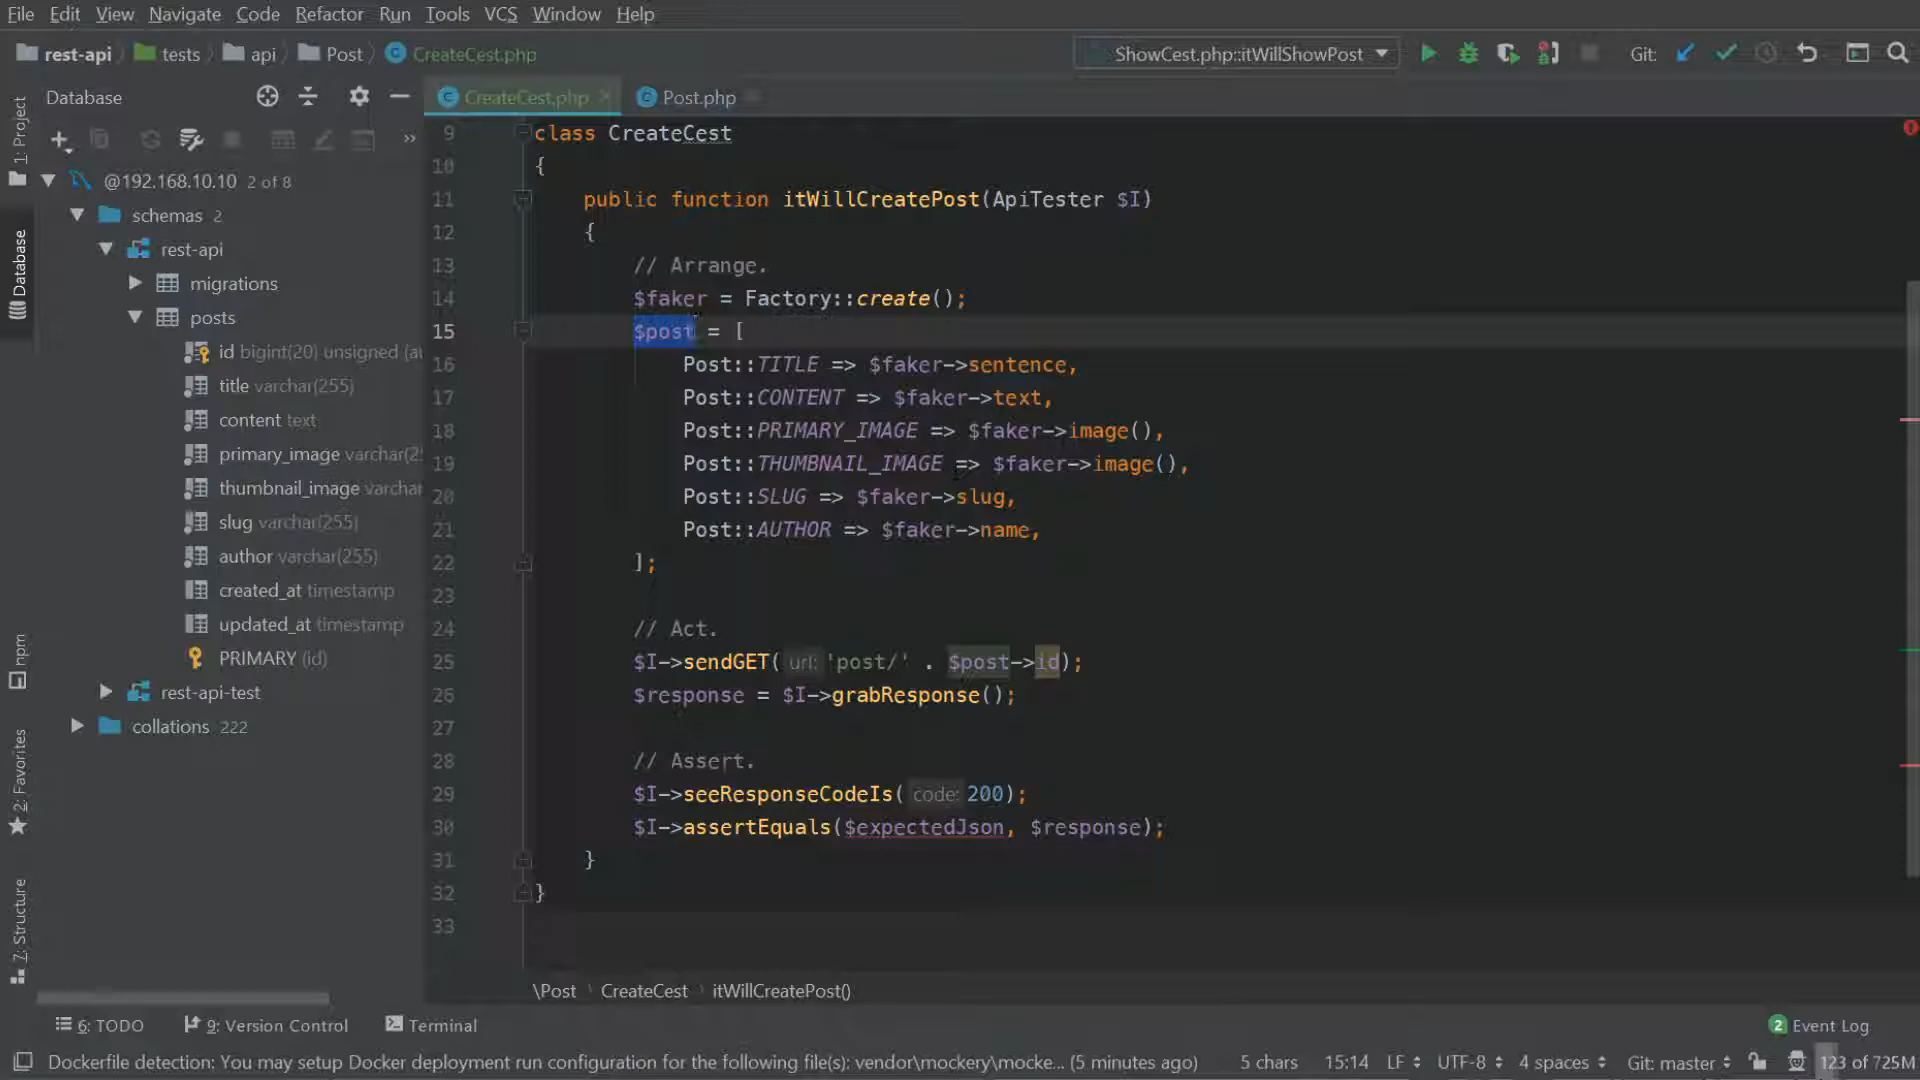 File Edit View Navigate Code Refactor Run Tools VCS Window Help
rest-api tests api Post CreateCest.php ShowCest.php::itWillShowPost Git:
Database CreateCest.php Post.php
1: Project
Database
npm
2: Favorites
7: Structure
@192.168.10.10 2 of 8
schemas 2
rest-api
migrations
posts
id bigint(20) unsigned (au
title varchar(255)
content text
primary_image varchar(25
thumbnail_image varchar
slug varchar(255)
author varchar(255)
created_at timestamp
updated_at timestamp
PRIMARY (id)
rest-api-test
collations 222
9 class CreateCest
10 {
11 public function itWillCreatePost(ApiTester $I)
12 {
13 // Arrange.
14 $faker = Factory::create();
15 $post = [
16 Post::TITLE => $faker->sentence,
17 Post::CONTENT => $faker->text,
18 Post::PRIMARY_IMAGE => $faker->image(),
19 Post::THUMBNAIL_IMAGE => $faker->image(),
20 Post::SLUG => $faker->slug,
21 Post::AUTHOR => $faker->name,
22 ];
23
24 // Act.
25 $I->sendGET( url: 'post/' . $post->id);
26 $response = $I->grabResponse();
27
28 // Assert.
29 $I->seeResponseCodeIs( code: 200);
30 $I->assertEquals($expectedJson, $response);
31 }
32 }
33
\Post CreateCest itWillCreatePost()
6: TODO 9: Version Control Terminal 2 Event Log
Dockerfile detection: You may setup Docker deployment run configuration for the following file(s): vendor\mockery\mocke... (5 minutes ago) 5 chars 15:14 LF UTF-8 4 spaces Git: master 123 of 725M